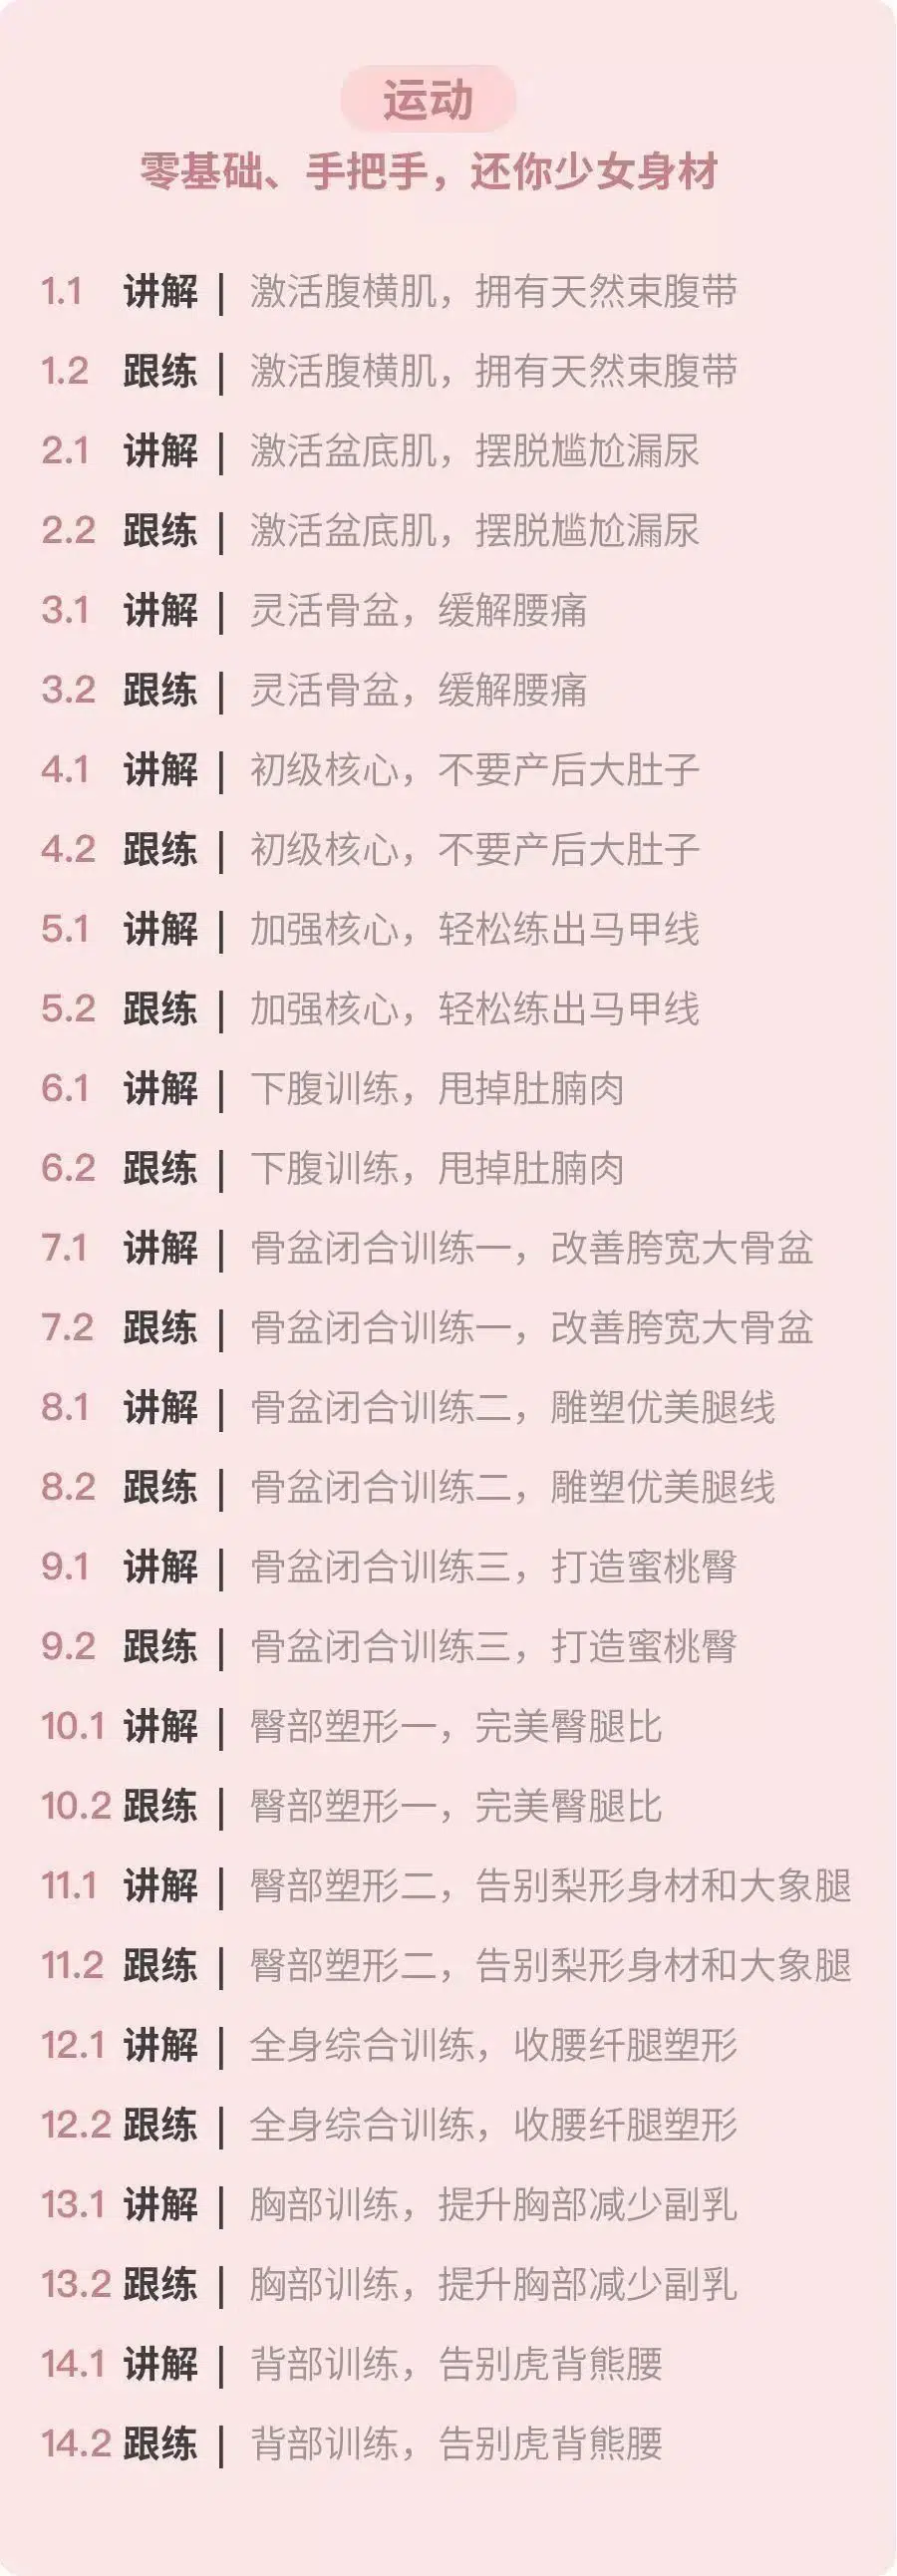 运动
零基础、手把手，还你少女身材
1.1 讲解 | 激活腹横肌，拥有天然束腹带
1.2 跟练 | 激活腹横肌，拥有天然束腹带
2.1 讲解 | 激活盆底肌，摆脱尴尬漏尿
2.2 跟练 | 激活盆底肌，摆脱尴尬漏尿
3.1 讲解 | 灵活骨盆，缓解腰痛
3.2 跟练 | 灵活骨盆，缓解腰痛
4.1 讲解 | 初级核心，不要产后大肚子
4.2 跟练 | 初级核心，不要产后大肚子
5.1 讲解 | 加强核心，轻松练出马甲线
5.2 跟练 | 加强核心，轻松练出马甲线
6.1 讲解 | 下腹训练，甩掉肚腩肉
6.2 跟练 | 下腹训练，甩掉肚腩肉
7.1 讲解 | 骨盆闭合训练一，改善胯宽大骨盆
7.2 跟练 | 骨盆闭合训练一，改善胯宽大骨盆
8.1 讲解 | 骨盆闭合训练二，雕塑优美腿线
8.2 跟练 | 骨盆闭合训练二，雕塑优美腿线
9.1 讲解 | 骨盆闭合训练三，打造蜜桃臀
9.2 跟练 | 骨盆闭合训练三，打造蜜桃臀
10.1 讲解 | 臀部塑形一，完美臀腿比
10.2 跟练 | 臀部塑形一，完美臀腿比
11.1 讲解 | 臀部塑形二，告别梨形身材和大象腿
11.2 跟练 | 臀部塑形二，告别梨形身材和大象腿
12.1 讲解 | 全身综合训练，收腰纤腿塑形
12.2 跟练 | 全身综合训练，收腰纤腿塑形
13.1 讲解 | 胸部训练，提升胸部减少副乳
13.2 跟练 | 胸部训练，提升胸部减少副乳
14.1 讲解 | 背部训练，告别虎背熊腰
14.2 跟练 | 背部训练，告别虎背熊腰